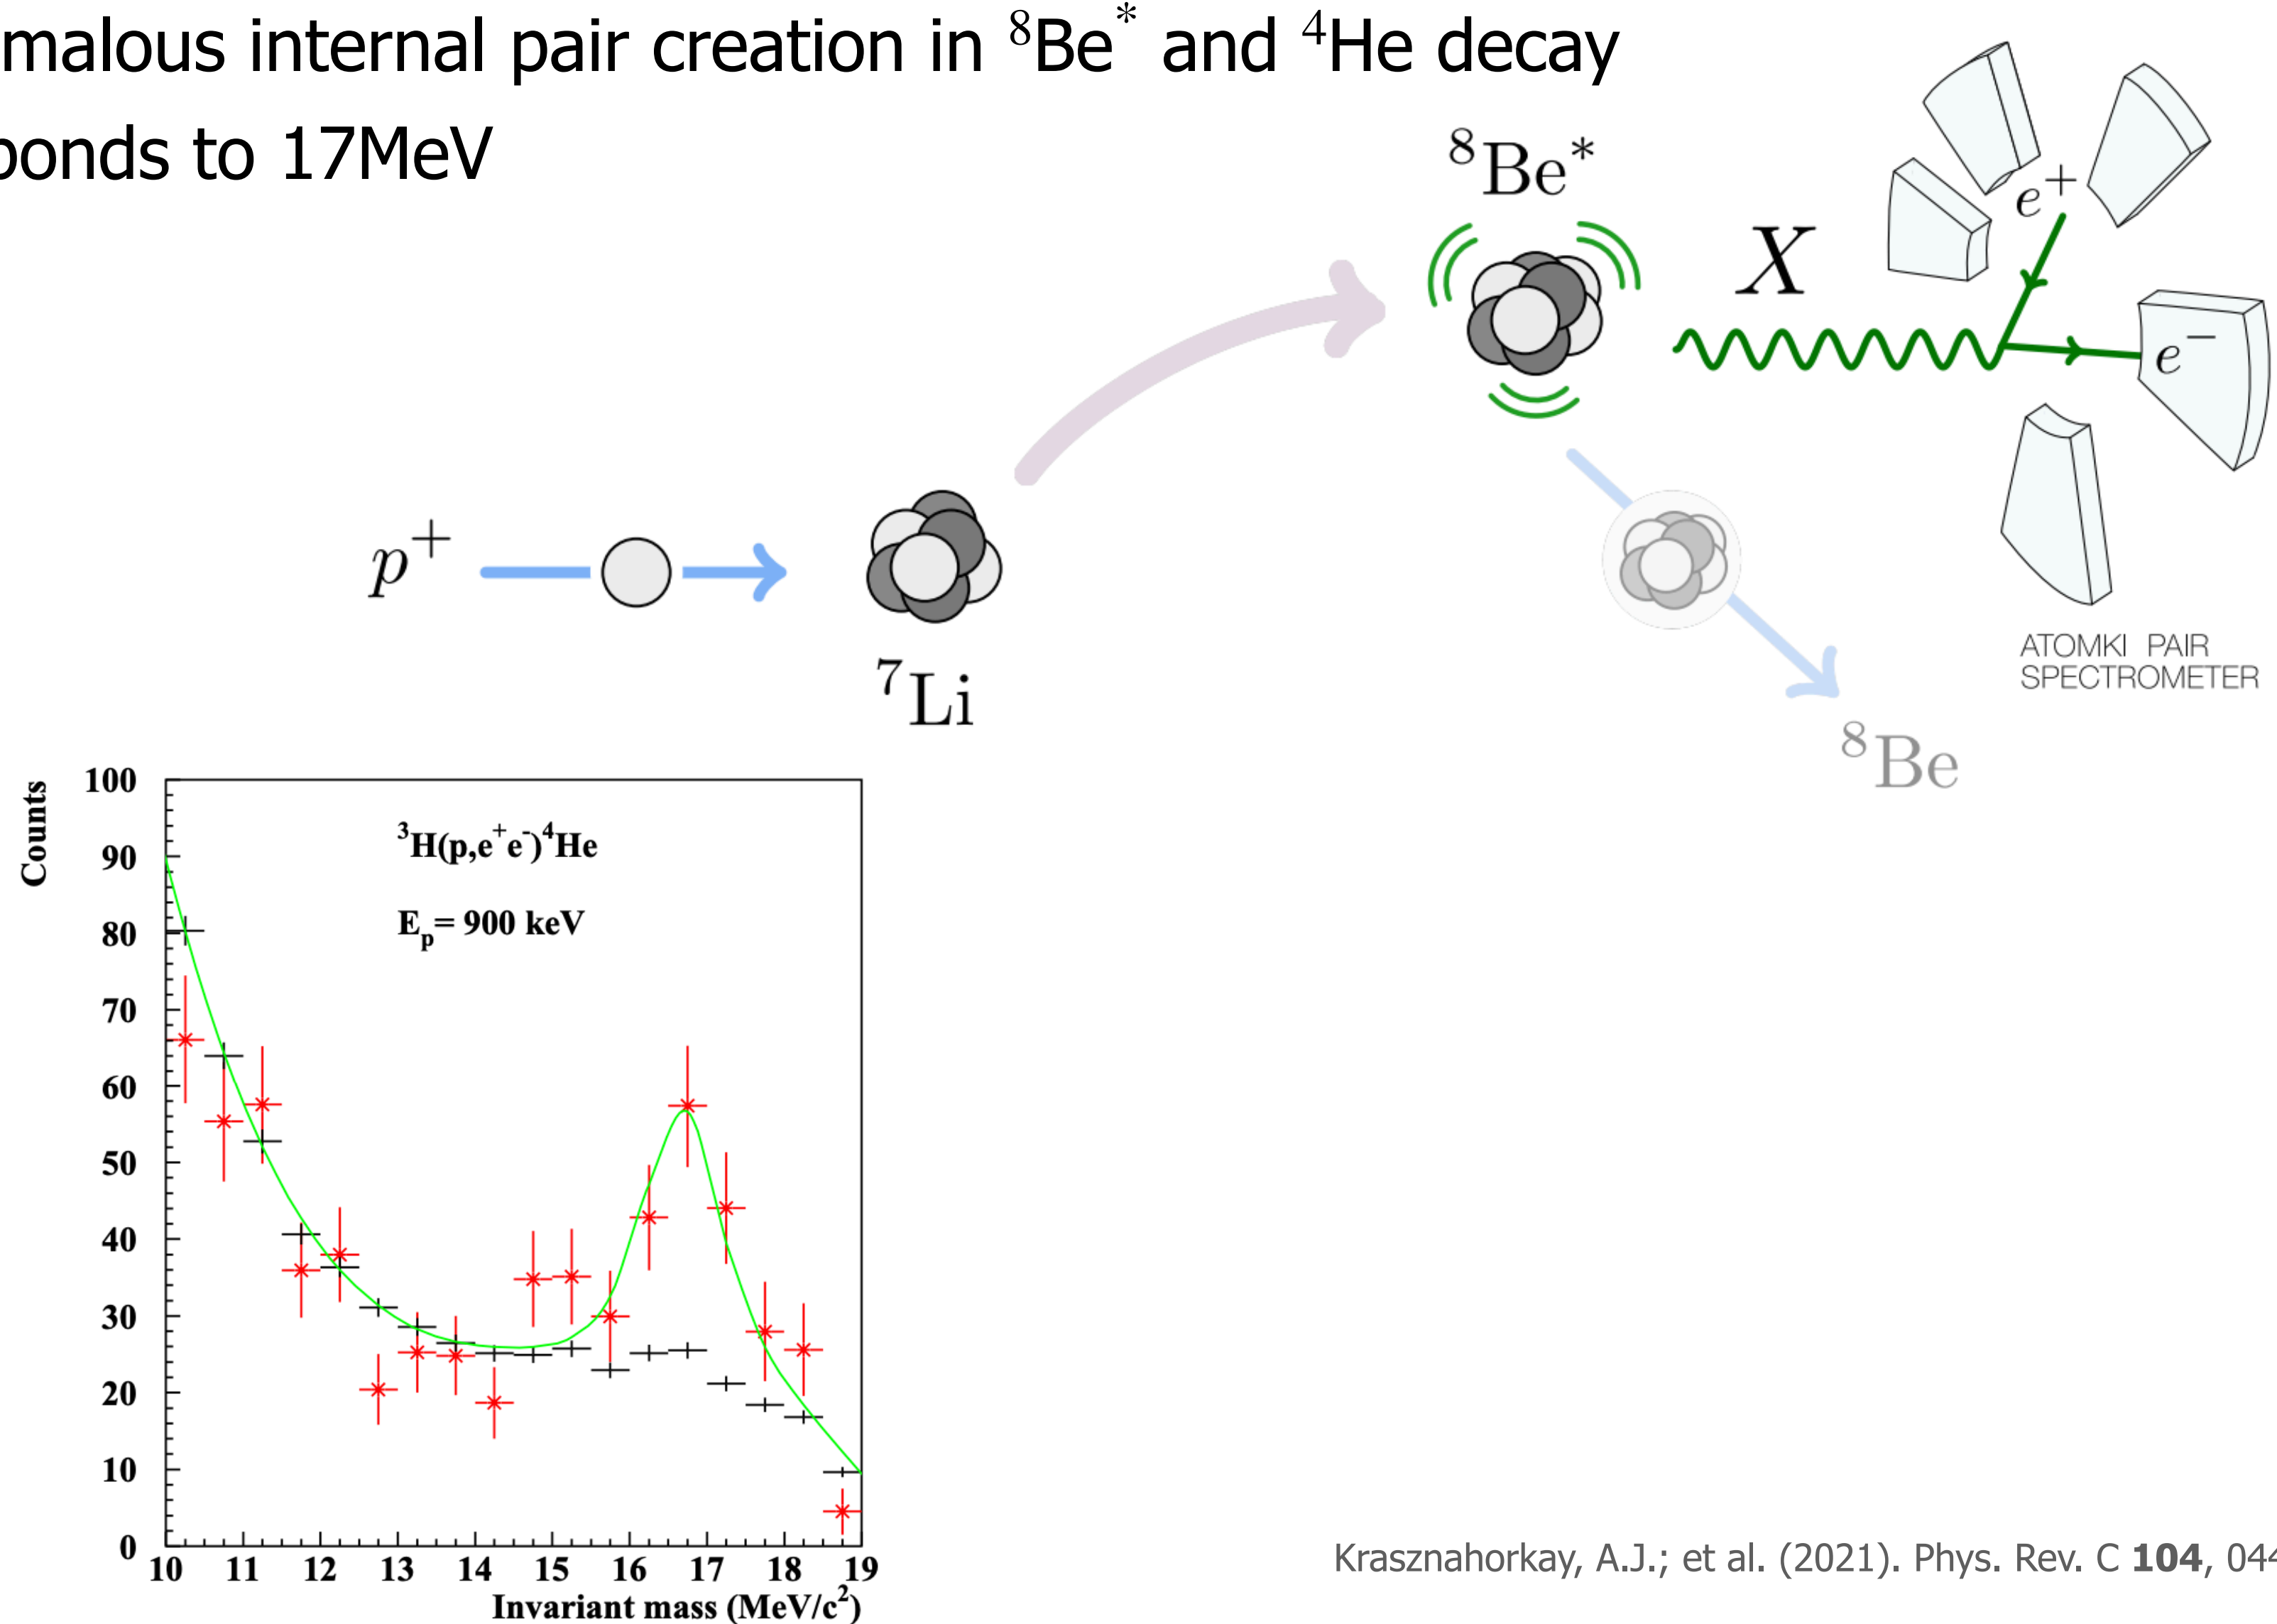 malous internal pair creation in ⁸Be* and ⁴He decay
ponds to 17MeV
⁸Be*
X
e⁺
e⁻
p⁺
⁷Li
ATOMKI PAIR
SPECTROMETER
⁸Be
Counts
³H(p,e⁺e⁻)⁴He
Eₚ= 900 keV
100
90
80
70
60
50
40
30
20
10
0
10 11 12 13 14 15 16 17 18 19
Invariant mass (MeV/c²)
Krasznahorkay, A.J.; et al. (2021). Phys. Rev. C 104, 044